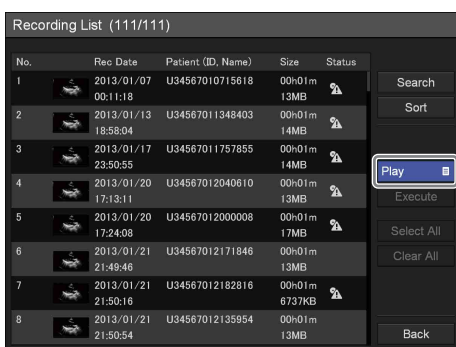 Recording List (111/111)
No. Rec Date Patient (ID, Name) Size Status
1 2013/01/07 U34567010715618 00h01m
00:11:18 13MB
2 2013/01/13 U34567011348403 00h01m
18:58:04 14MB
3 2013/01/17 U34567011757855 00h01m
23:50:55 14MB
4 2013/01/20 U34567012040610 00h01m
17:13:11 13MB
5 2013/01/20 U34567012000008 00h01m
17:24:08 17MB
6 2013/01/21 U34567012171846 00h01m
21:49:46 13MB
7 2013/01/21 U34567012182816 00h01m
21:50:16 6737KB
8 2013/01/21 U34567012135954 00h01m
21:50:54 13MB
Search
Sort
Play
Execute
Select All
Clear All
Back